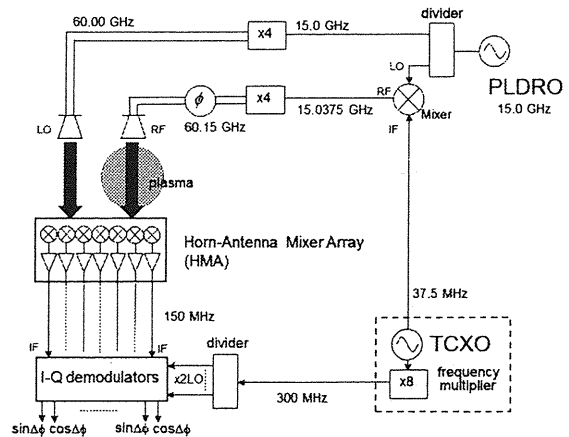 divider
60.00 GHz
x4
15.0 GHz
LO
PLDRO
15.0 GHz
RF
Mixer
IF
ϕ
x4
15.0375 GHz
60.15 GHz
LO
RF
plasma
Horn-Antenna Mixer Array
(HMA)
37.5 MHz
150 MHz
IF
IF
divider
TCXO
I-Q demodulators
x2LO
300 MHz
x8
frequency
multiplier
sinΔϕ cosΔϕ
sinΔϕ cosΔϕ